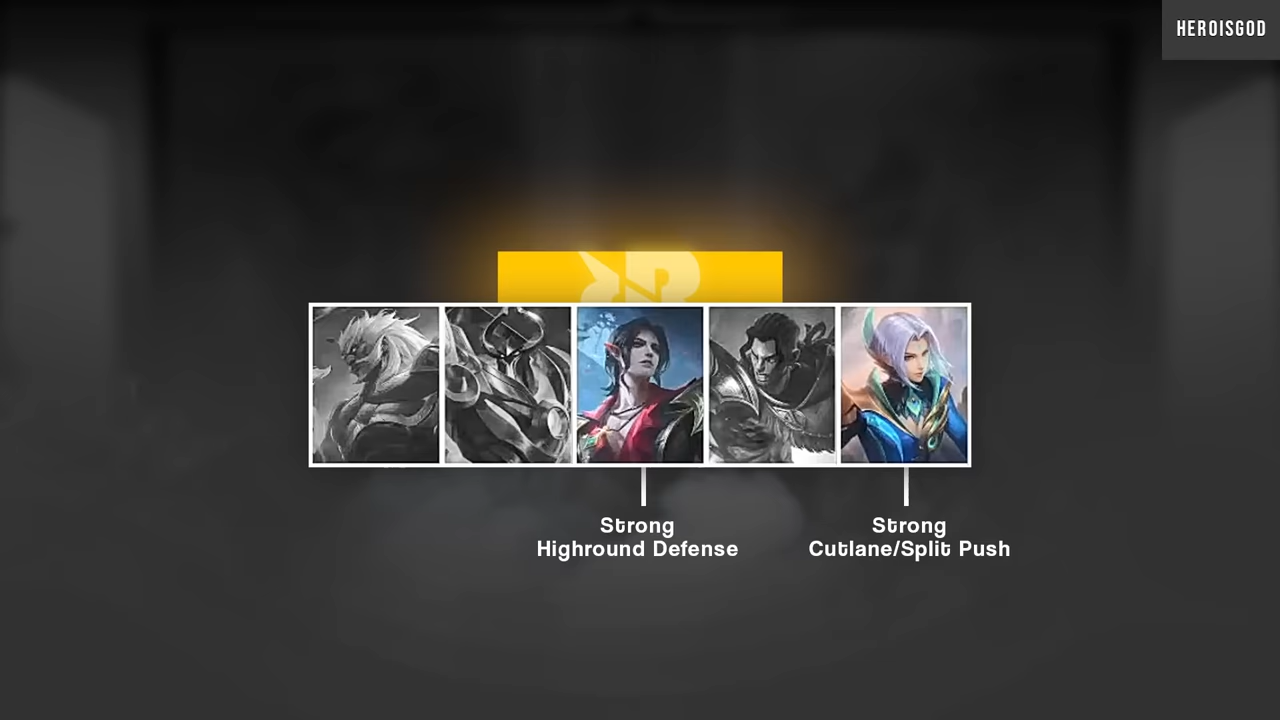 HEROISGOD
Strong
Highround Defense
Strong
Cutlane/Split Push